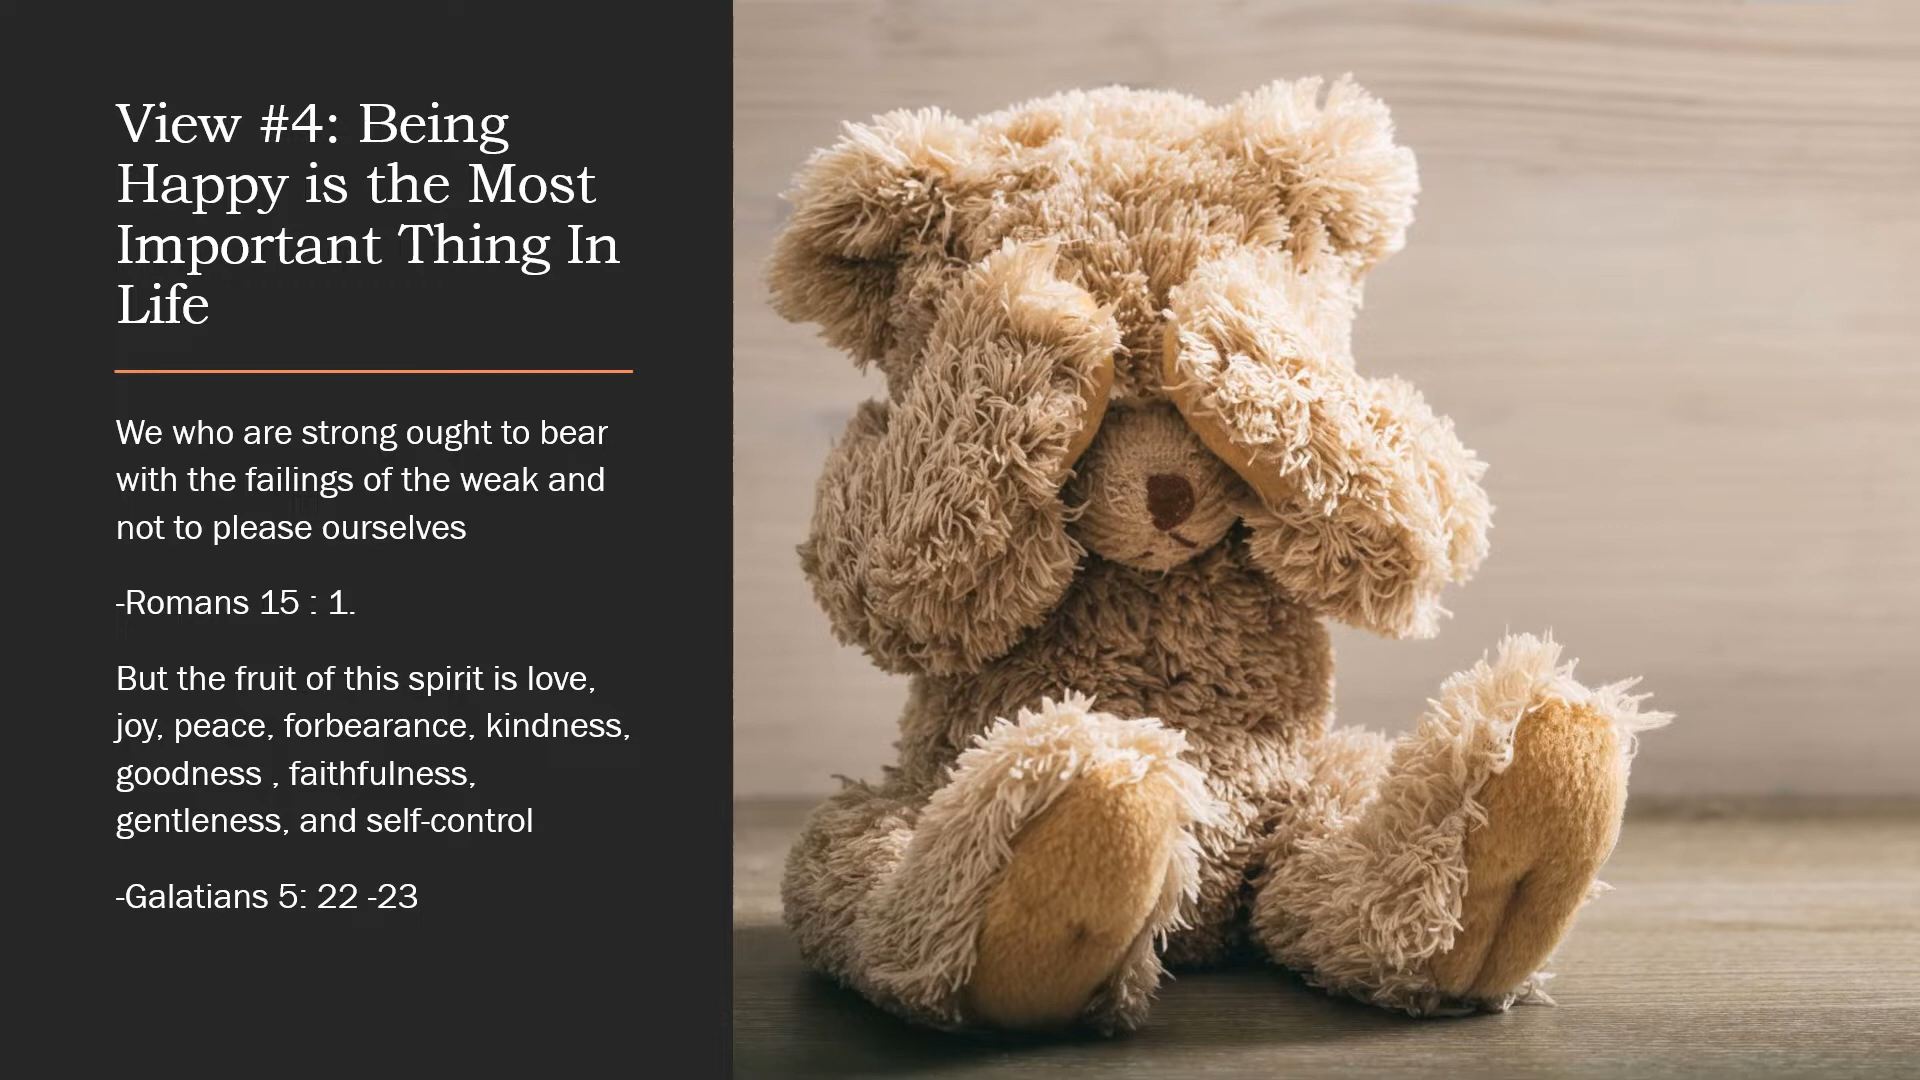 View #4: Being
Happy is the Most
Important Thing In
Life
We who are strong ought to bear
with the failings of the weak and
not to please ourselves
-Romans 15 : 1.
But the fruit of this spirit is love,
joy, peace, forbearance, kindness,
goodness , faithfulness,
gentleness, and self-control
-Galatians 5: 22 -23